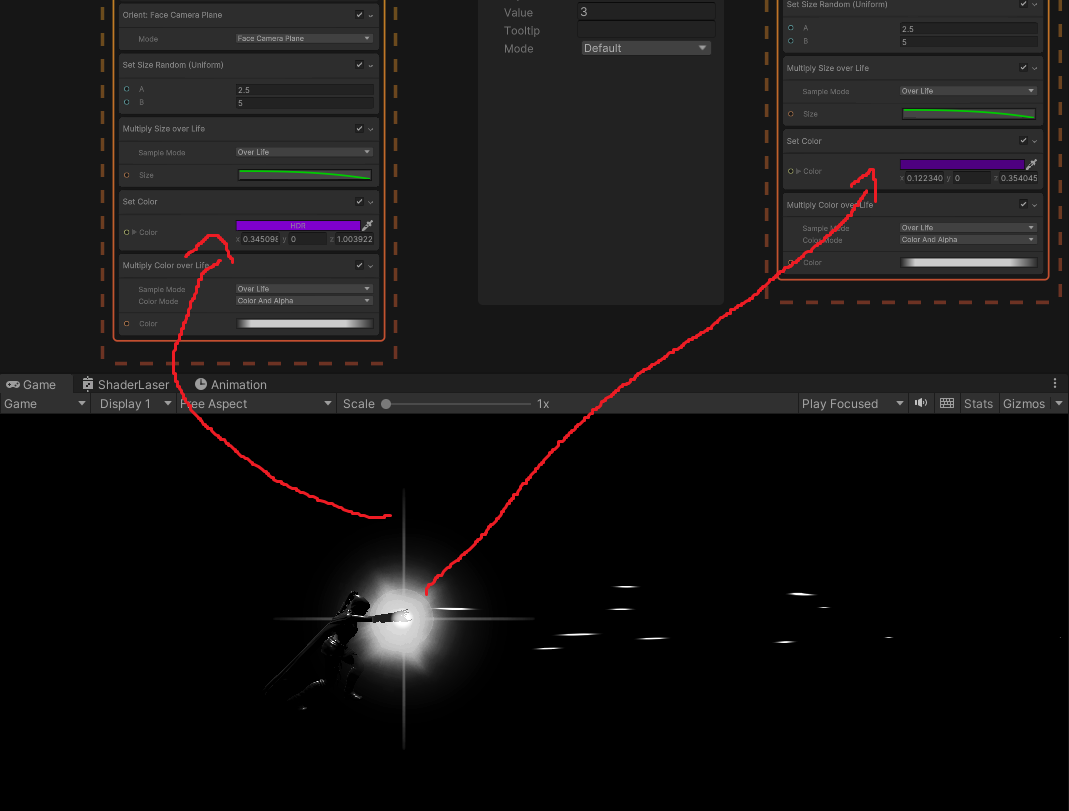 Orient: Face Camera Plane
Mode
Face Camera Plane
Set Size Random (Uniform)
A
2.5
B
5
Multiply Size over Life
Sample Mode
Over Life
Size
Set Color
HDR
Color
x 0.345098 y 0 z 1.003922
Multiply Color over Life
Sample Mode
Over Life
Color Mode
Color And Alpha
Color
Value
3
Tooltip
Mode
Default
Set Size Random (Uniform)
A
2.5
B
5
Multiply Size over Life
Sample Mode
Over Life
Size
Set Color
Color
x 0.122340 y 0 z 0.354045
Multiply Color over Life
Sample Mode
Over Life
Color Mode
Color And Alpha
Color
Game
ShaderLaser
Animation
Game
Display 1
Free Aspect
Scale
1x
Play Focused
Stats
Gizmos